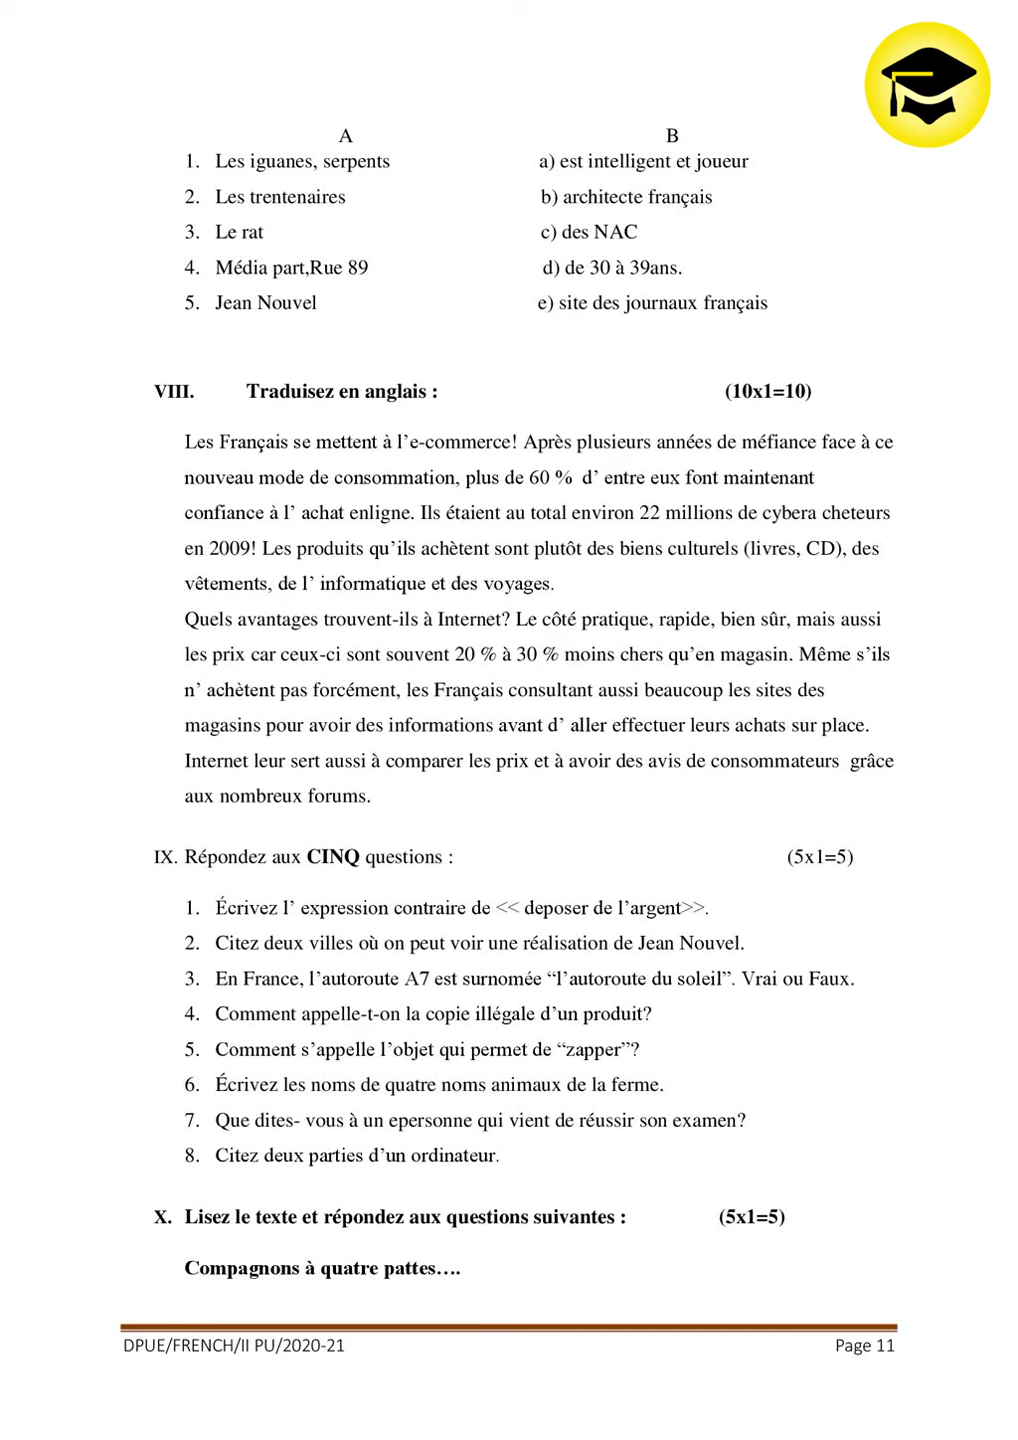 A B
1. Les iguanes, serpents a) est intelligent et joueur
2. Les trentenaires b) architecte français
3. Le rat c) des NAC
4. Média part,Rue 89 d) de 30 à 39ans.
5. Jean Nouvel e) site des journaux français
VIII. Traduisez en anglais : (10x1=10)
Les Français se mettent à l’e-commerce! Après plusieurs années de méfiance face à ce
nouveau mode de consommation, plus de 60 % d’ entre eux font maintenant
confiance à l’ achat enligne. Ils étaient au total environ 22 millions de cybera cheteurs
en 2009! Les produits qu’ils achètent sont plutôt des biens culturels (livres, CD), des
vêtements, de l’ informatique et des voyages.
Quels avantages trouvent-ils à Internet? Le côté pratique, rapide, bien sûr, mais aussi
les prix car ceux-ci sont souvent 20 % à 30 % moins chers qu’en magasin. Même s’ils
n’ achètent pas forcément, les Français consultant aussi beaucoup les sites des
magasins pour avoir des informations avant d’ aller effectuer leurs achats sur place.
Internet leur sert aussi à comparer les prix et à avoir des avis de consommateurs grâce
aux nombreux forums.
IX. Répondez aux CINQ questions : (5x1=5)
1. Écrivez l’ expression contraire de << deposer de l’argent>>.
2. Citez deux villes où on peut voir une réalisation de Jean Nouvel.
3. En France, l’autoroute A7 est surnomée “l’autoroute du soleil”. Vrai ou Faux.
4. Comment appelle-t-on la copie illégale d’un produit?
5. Comment s’appelle l’objet qui permet de “zapper”?
6. Écrivez les noms de quatre noms animaux de la ferme.
7. Que dites- vous à un epersonne qui vient de réussir son examen?
8. Citez deux parties d’un ordinateur.
X. Lisez le texte et répondez aux questions suivantes : (5x1=5)
Compagnons à quatre pattes….
DPUE/FRENCH/II PU/2020-21 Page 11